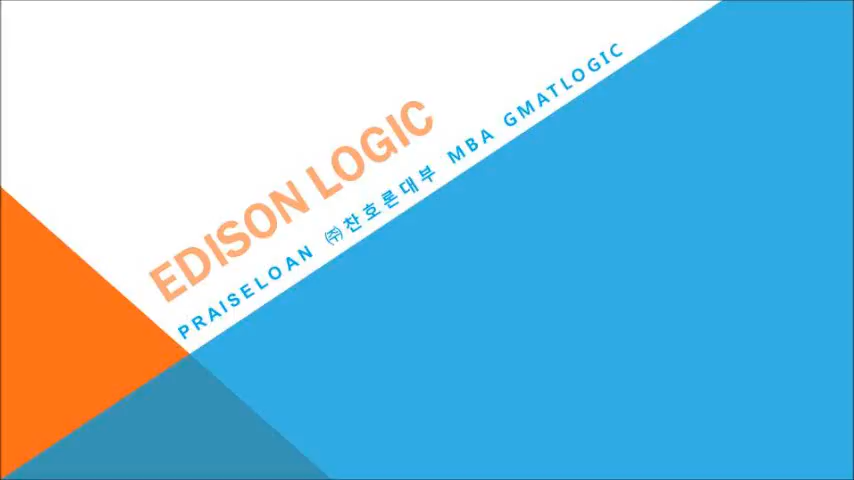 EDISON LOGIC
PRAISELOAN ㈜찬호론대부 MBA GMATLOGIC